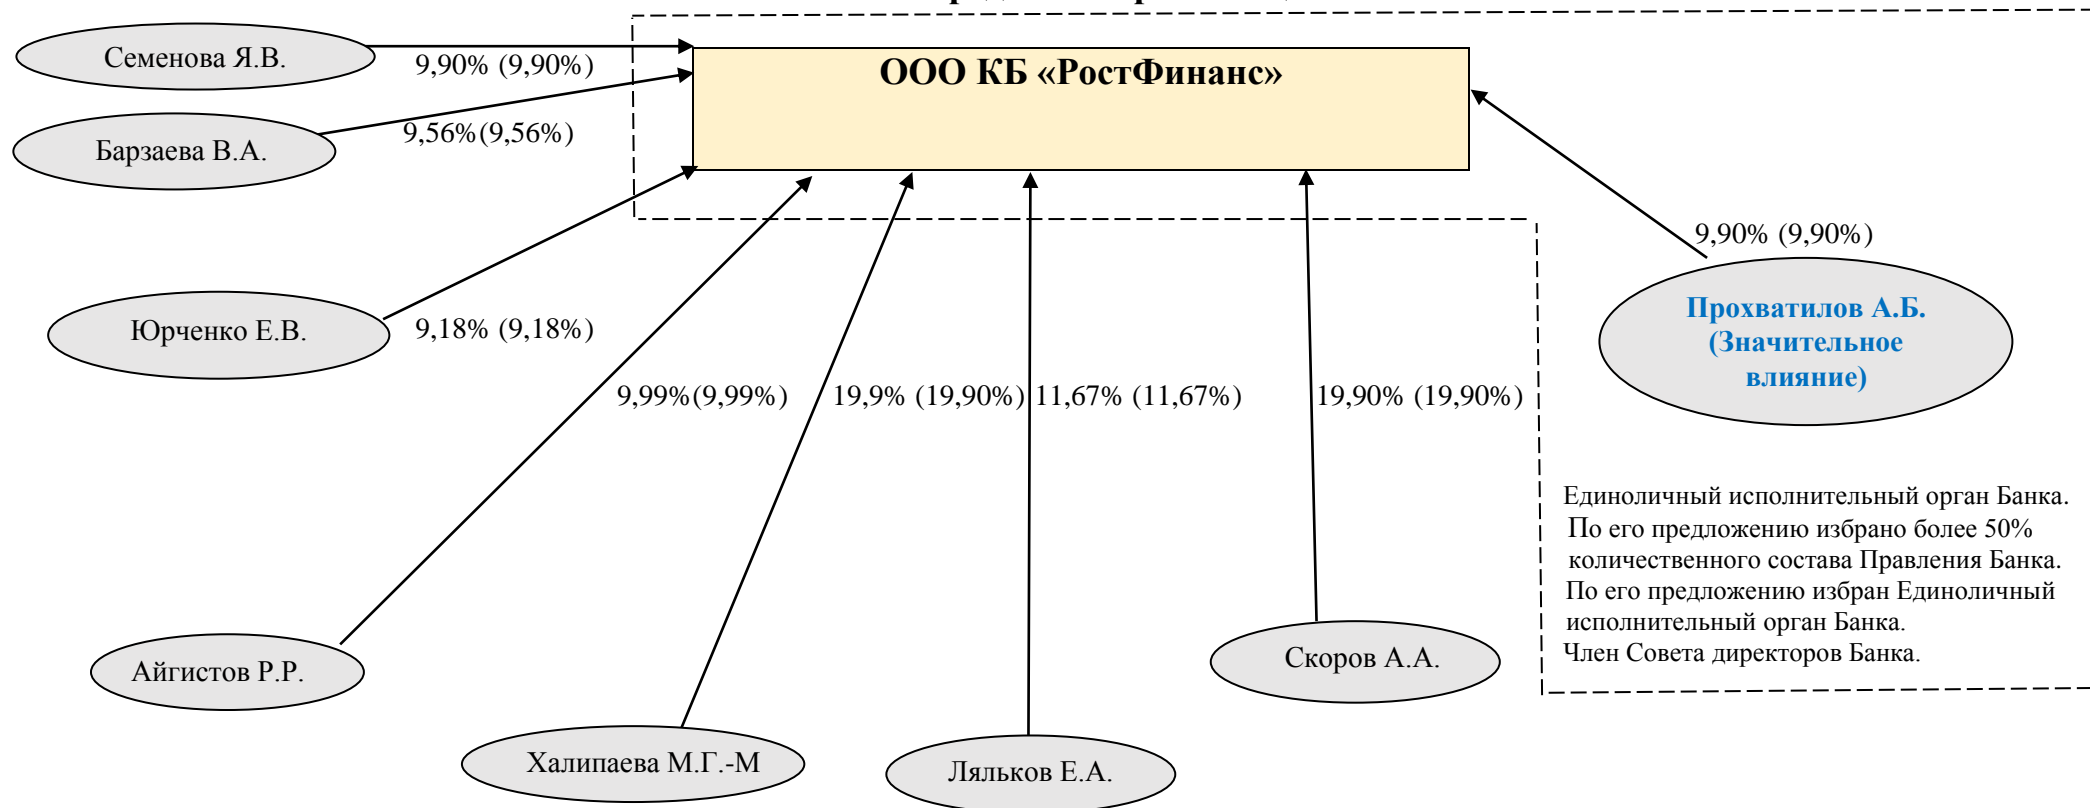 Семенова Я.В.
9,90% (9,90%)
ООО КБ «РостФинанс»
Барзаева В.А.
9,56%(9,56%)
9,90% (9,90%)
Юрченко Е.В.
9,18% (9,18%)
Прохватилов А.Б.
(Значительное
влияние)
9,99%(9,99%)
19,9% (19,90%)
11,67% (11,67%)
19,90% (19,90%)
Единоличный исполнительный орган Банка.
По его предложению избрано более 50%
количественного состава Правления Банка.
По его предложению избран Единоличный
исполнительный орган Банка.
Член Совета директоров Банка.
Айгистов Р.Р.
Скоров А.А.
Халипаева М.Г.-М
Ляльков Е.А.